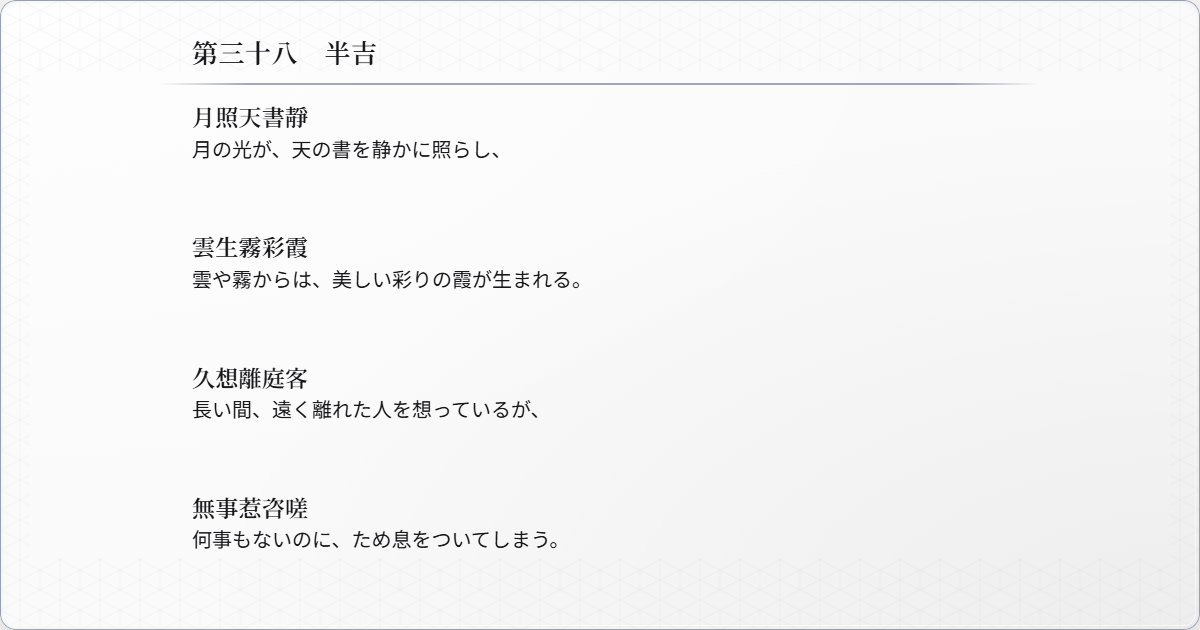 第三十八　半吉
月照天書靜
月の光が、天の書を静かに照らし、
雲生霧彩霞
雲や霧からは、美しい彩りの霞が生まれる。
久想離庭客
長い間、遠く離れた人を想っているが、
無事惹咨嗟
何事もないのに、ため息をついてしまう。